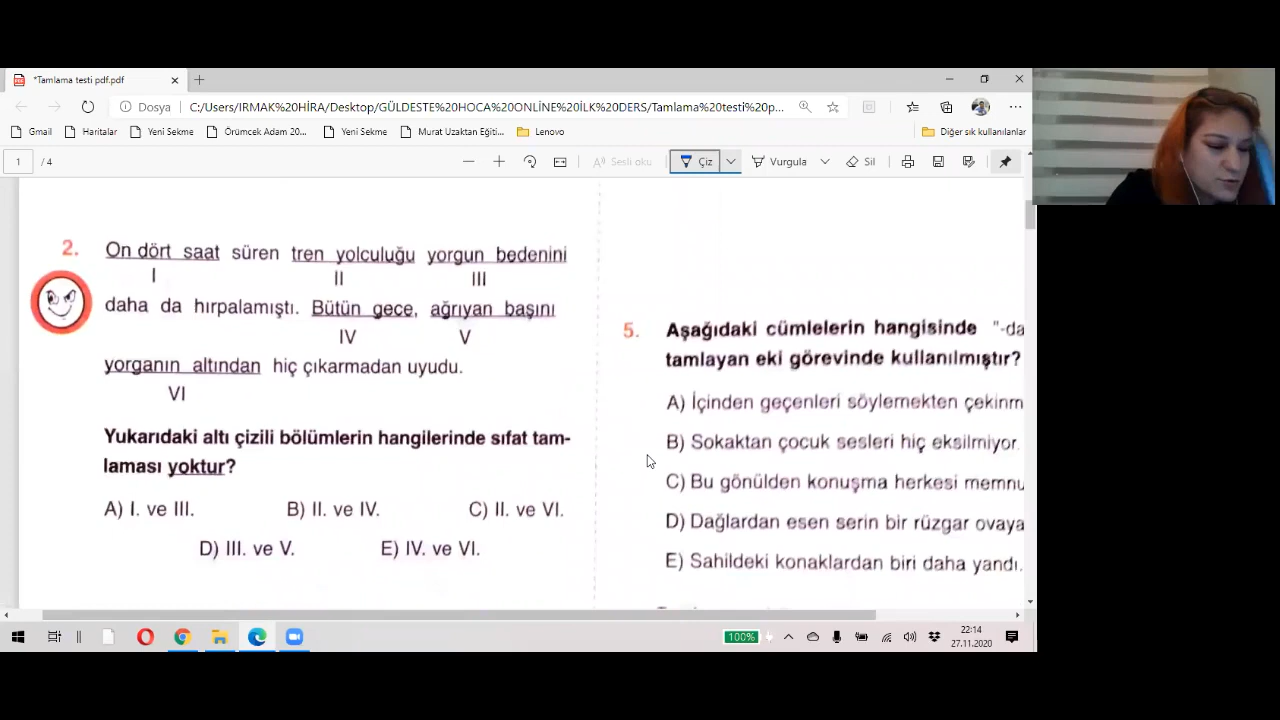 *Tamlama testi pdf.pdf
Dosya
C:/Users/IRMAK%20HİRA/Desktop/GÜLDESTE%20HOCA%20ONLİNE%20İLK%20DERS/Tamlama%20testi%20p...
Gmail
Haritalar
Yeni Sekme
Örümcek Adam 20...
Yeni Sekme
Murat Uzaktan Eğiti...
Lenovo
Diğer sık kullanılanlar
1 / 4
Sesli oku
Çiz
Vurgula
Sil
2. On dört saat süren tren yolculuğu yorgun bedenini
I II III
daha da hırpalamıştı. Bütün gece, ağrıyan başını
IV V
yorganın altından hiç çıkarmadan uyudu.
VI
Yukarıdaki altı çizili bölümlerin hangilerinde sıfat tam-
laması yoktur?
A) I. ve III. B) II. ve IV. C) II. ve VI.
D) III. ve V. E) IV. ve VI.
5. Aşağıdaki cümlelerin hangisinde "-da
tamlayan eki görevinde kullanılmıştır?
A) İçinden geçenleri söylemekten çekinm
B) Sokaktan çocuk sesleri hiç eksilmiyor.
C) Bu gönülden konuşma herkesi memnu
D) Dağlardan esen serin bir rüzgar ovaya
E) Sahildeki konaklardan biri daha yandı.
100%
22:14
27.11.2020